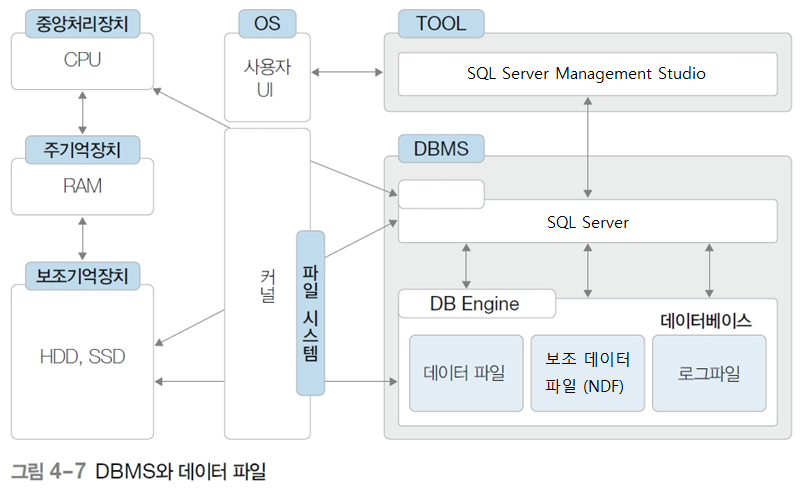 중앙처리장치
CPU
OS
사용자
UI
TOOL
SQL Server Management Studio
주기억장치
RAM
DBMS
SQL Server
보조기억장치
HDD, SSD
커널
파일 시스템
DB Engine
데이터베이스
데이터 파일
보조 데이터
파일 (NDF)
로그파일
그림 4-7 DBMS와 데이터 파일